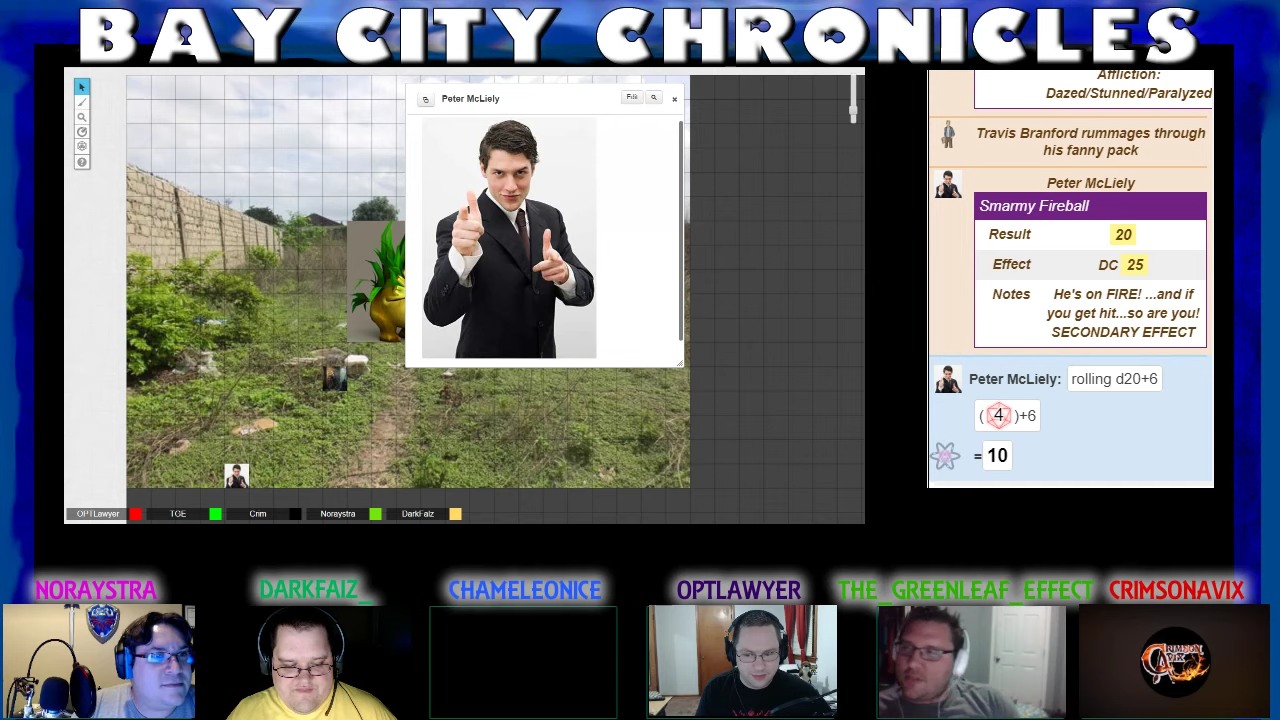 BAY CITY CHRONICLES
Peter McLiely
Edit
Affliction:
Dazed/Stunned/Paralyzed
Travis Branford rummages through
his fanny pack
Peter McLiely
Smarmy Fireball
Result 20
Effect DC 25
Notes He's on FIRE! ...and if
you get hit...so are you!
SECONDARY EFFECT
Peter McLiely: rolling d20+6
(4)+6
=10
OPTLawyer TGE Crim Noraystra DarkFaiz
NORAYSTRA DARKFAIZ_ CHAMELEONICE OPTLAWYER THE_GREENLEAF_EFFECT CRIMSONAVIX
CRIMSON
AVIX